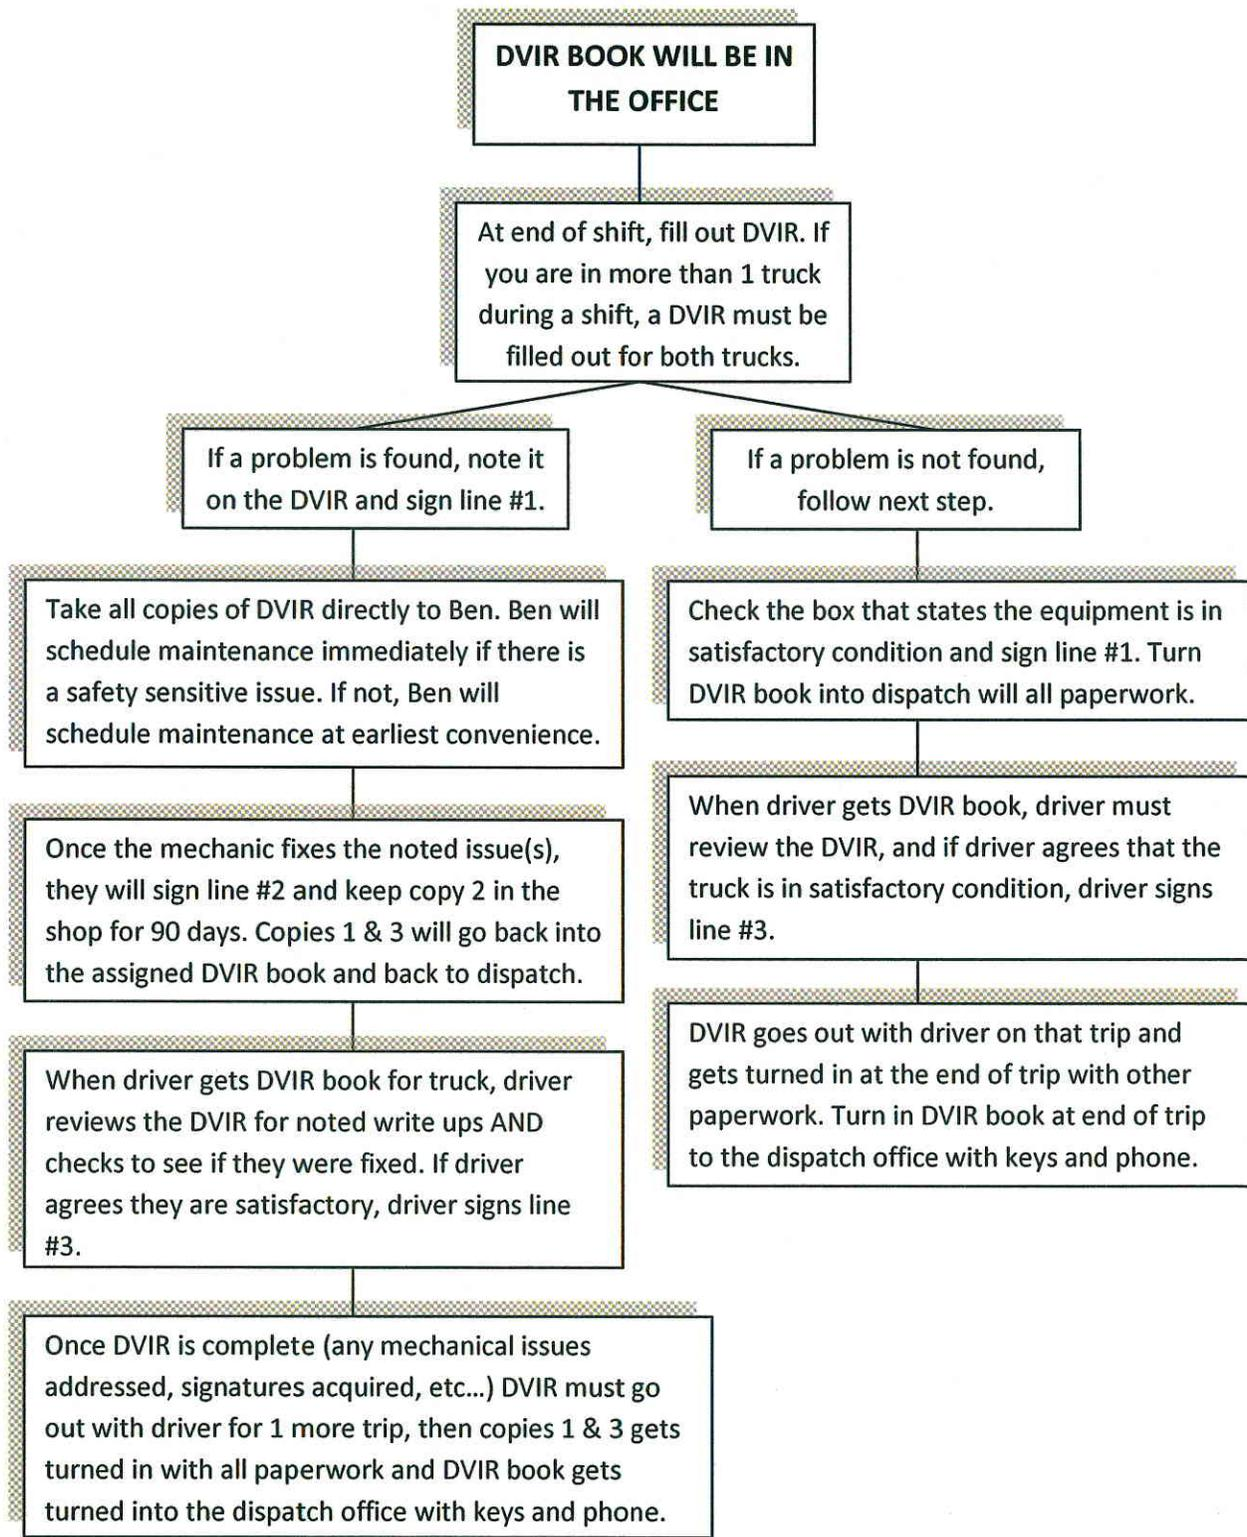 DVIR BOOK WILL BE IN
THE OFFICE
At end of shift, fill out DVIR. If
you are in more than 1 truck
during a shift, a DVIR must be
filled out for both trucks.
If a problem is found, note it
on the DVIR and sign line #1.
Take all copies of DVIR directly to Ben. Ben will
schedule maintenance immediately if there is
a safety sensitive issue. If not, Ben will
schedule maintenance at earliest convenience.
Once the mechanic fixes the noted issue(s),
they will sign line #2 and keep copy 2 in the
shop for 90 days. Copies 1 & 3 will go back into
the assigned DVIR book and back to dispatch.
When driver gets DVIR book for truck, driver
reviews the DVIR for noted write ups AND
checks to see if they were fixed. If driver
agrees they are satisfactory, driver signs line
#3.
Once DVIR is complete (any mechanical issues
addressed, signatures acquired, etc...) DVIR must go
out with driver for 1 more trip, then copies 1 & 3 gets
turned in with all paperwork and DVIR book gets
turned into the dispatch office with keys and phone.
If a problem is not found,
follow next step.
Check the box that states the equipment is in
satisfactory condition and sign line #1. Turn
DVIR book into dispatch will all paperwork.
When driver gets DVIR book, driver must
review the DVIR, and if driver agrees that the
truck is in satisfactory condition, driver signs
line #3.
DVIR goes out with driver on that trip and
gets turned in at the end of trip with other
paperwork. Turn in DVIR book at end of trip
to the dispatch office with keys and phone.